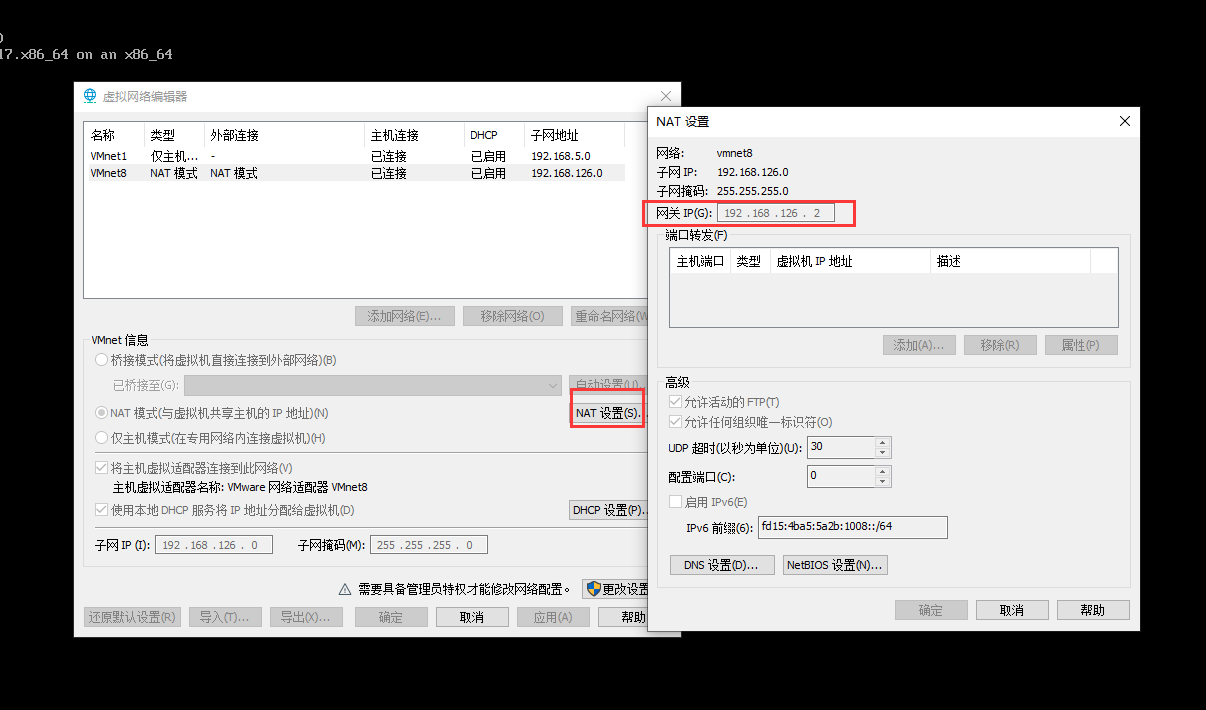 0
17.x86_64 on an x86_64
虚拟网络编辑器
名称 类型 外部连接 主机连接 DHCP 子网地址
VMnet1 仅主机... - 已连接 已启用 192.168.5.0
VMnet8 NAT 模式 NAT 模式 已连接 已启用 192.168.126.0
添加网络(E)... 移除网络(O) 重命名网络(W
VMnet 信息
桥接模式(将虚拟机直接连接到外部网络)(B)
已桥接至(G): 自动设置(U)
NAT 模式(与虚拟机共享主机的 IP 地址)(N) NAT 设置(S)..
仅主机模式(在专用网络内连接虚拟机)(H)
将主机虚拟适配器连接到此网络(V)
主机虚拟适配器名称: VMware 网络适配器 VMnet8
使用本地 DHCP 服务将 IP 地址分配给虚拟机(D) DHCP 设置(P)..
子网 IP (I): 192 . 168 . 126 . 0 子网掩码(M): 255 . 255 . 255 . 0
需要具备管理员特权才能修改网络配置。 更改设置
还原默认设置(R) 导入(T)... 导出(X)... 确定 取消 应用(A) 帮助
NAT 设置
网络: vmnet8
子网 IP: 192.168.126.0
子网掩码: 255.255.255.0
网关 IP(G): 192 . 168 . 126 . 2
端口转发(F)
主机端口 类型 虚拟机 IP 地址 描述
添加(A)... 移除(R) 属性(P)
高级
允许活动的 FTP(T)
允许任何组织唯一标识符(O)
UDP 超时(以秒为单位)(U): 30
配置端口(C): 0
启用 IPv6(E)
IPv6 前缀(6): fd15:4ba5:5a2b:1008::/64
DNS 设置(D)... NetBIOS 设置(N)...
确定 取消 帮助